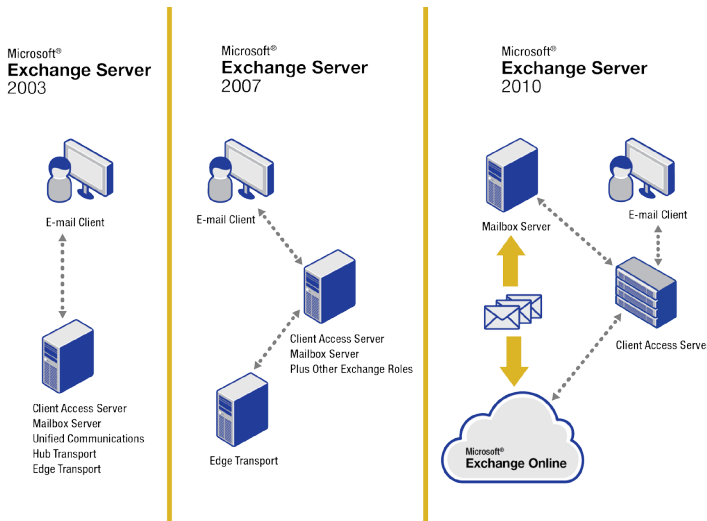 Microsoft®
Exchange Server
2003
E-mail Client
Client Access Server
Mailbox Server
Unified Communications
Hub Transport
Edge Transport
Microsoft®
Exchange Server
2007
E-mail Client
Client Access Server
Mailbox Server
Plus Other Exchange Roles
Edge Transport
Microsoft®
Exchange Server
2010
Mailbox Server
E-mail Client
Client Access Serve
Microsoft®
Exchange Online